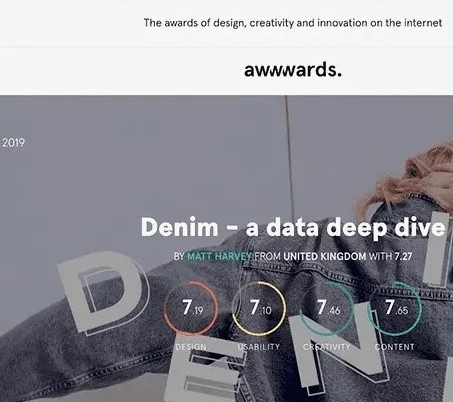 The awards of design, creativity and innovation on the internet
awwwards.
2019
Denim – a data deep dive
BY MATT HARVEY FROM UNITED KINGDOM WITH 7.27
7.19 7.10 7.46 7.65
DESIGN USABILITY CREATIVITY CONTENT
D
E N I